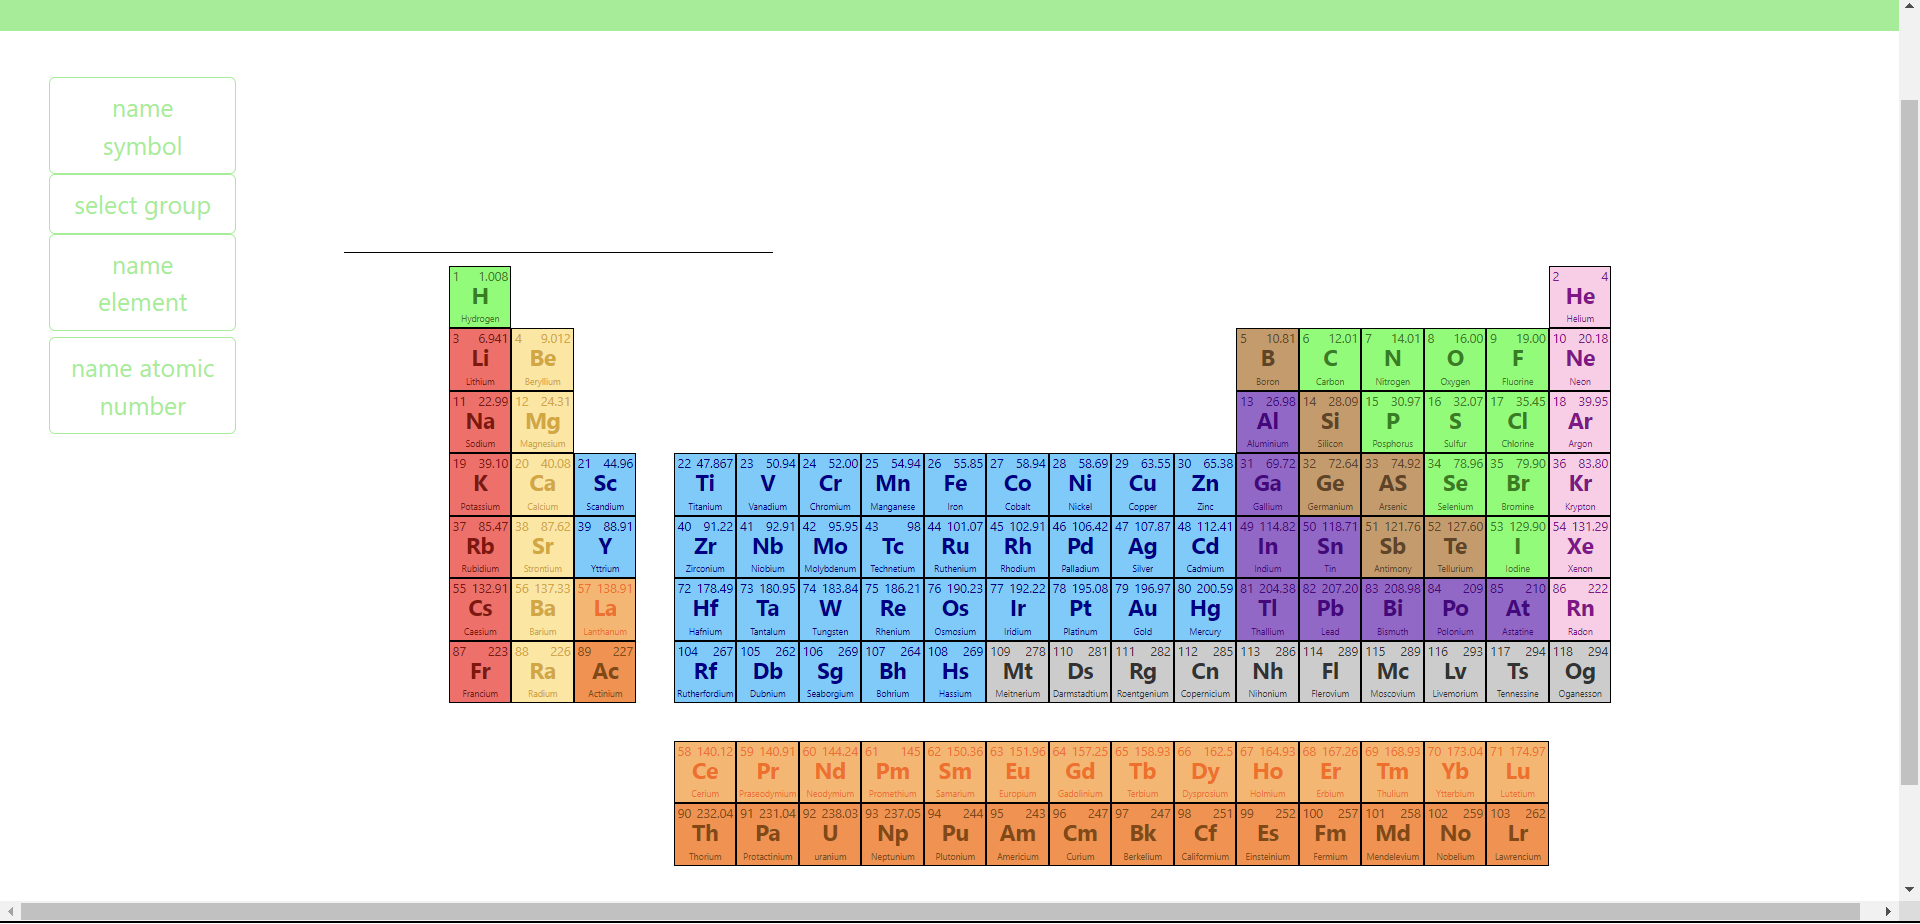 name
symbol
select group
name
element
name atomic
number
1 1.008 2 4
H He
Hydrogen Helium
3 6.941 4 9.012 5 10.81 6 12.01 7 14.01 8 16.00 9 19.00 10 20.18
Li Be B C N O F Ne
Lithium Beryllium Boron Carbon Nitrogen Oxygen Fluorine Neon
11 22.99 12 24.31 13 26.98 14 28.09 15 30.97 16 32.07 17 35.45 18 39.95
Na Mg Al Si P S Cl Ar
Sodium Magnesium Aluminium Silicon Posphorus Sulfur Chlorine Argon
19 39.10 20 40.08 21 44.96 22 47.867 23 50.94 24 52.00 25 54.94 26 55.85 27 58.94 28 58.69 29 63.55 30 65.38 31 69.72 32 72.64 33 74.92 34 78.96 35 79.90 36 83.80
K Ca Sc Ti V Cr Mn Fe Co Ni Cu Zn Ga Ge AS Se Br Kr
Potassium Calcium Scandium Titanium Vanadium Chromium Manganese Iron Cobalt Nickel Copper Zinc Gallium Germanium Arsenic Selenium Bromine Krypton
37 85.47 38 87.62 39 88.91 40 91.22 41 92.91 42 95.95 43 98 44 101.07 45 102.91 46 106.42 47 107.87 48 112.41 49 114.82 50 118.71 51 121.76 52 127.60 53 129.90 54 131.29
Rb Sr Y Zr Nb Mo Tc Ru Rh Pd Ag Cd In Sn Sb Te I Xe
Rubidium Strontium Yttrium Zirconium Niobium Molybdenum Technetium Ruthenium Rhodium Palladium Silver Cadmium Indium Tin Antimony Tellurium Iodine Xenon
55 132.91 56 137.33 57 138.91 72 178.49 73 180.95 74 183.84 75 186.21 76 190.23 77 192.22 78 195.08 79 196.97 80 200.59 81 204.38 82 207.20 83 208.98 84 209 85 210 86 222
Cs Ba La Hf Ta W Re Os Ir Pt Au Hg Tl Pb Bi Po At Rn
Caesium Barium Lanthanum Hafnium Tantalum Tungsten Rhenium Osmosium Iridium Platinum Gold Mercury Thallium Lead Bismuth Polonium Astatine Radon
87 223 88 226 89 227 104 267 105 262 106 269 107 264 108 269 109 278 110 281 111 282 112 285 113 286 114 289 115 289 116 293 117 294 118 294
Fr Ra Ac Rf Db Sg Bh Hs Mt Ds Rg Cn Nh Fl Mc Lv Ts Og
Francium Radium Actinium Rutherfordium Dubnium Seaborgium Bohrium Hassium Meitnerium Darmstadtium Roentgenium Copernicium Nihonium Flerovium Moscovium Livemorium Tennessine Oganesson
58 140.12 59 140.91 60 144.24 61 145 62 150.36 63 151.96 64 157.25 65 158.93 66 162.5 67 164.93 68 167.26 69 168.93 70 173.04 71 174.97
Ce Pr Nd Pm Sm Eu Gd Tb Dy Ho Er Tm Yb Lu
Cerium Praseodymium Neodymium Promethium Samarium Europium Gadolinium Terbium Dysprosium Holmium Erbium Thulium Ytterbium Lutetium
90 232.04 91 231.04 92 238.03 93 237.05 94 244 95 243 96 247 97 247 98 251 99 252 100 257 101 258 102 259 103 262
Th Pa U Np Pu Am Cm Bk Cf Es Fm Md No Lr
Thorium Protactinium uranium Neptunium Plutonium Americium Curium Berkelium Californium Einsteinium Fermium Mendelevium Nobelium Lawrencium